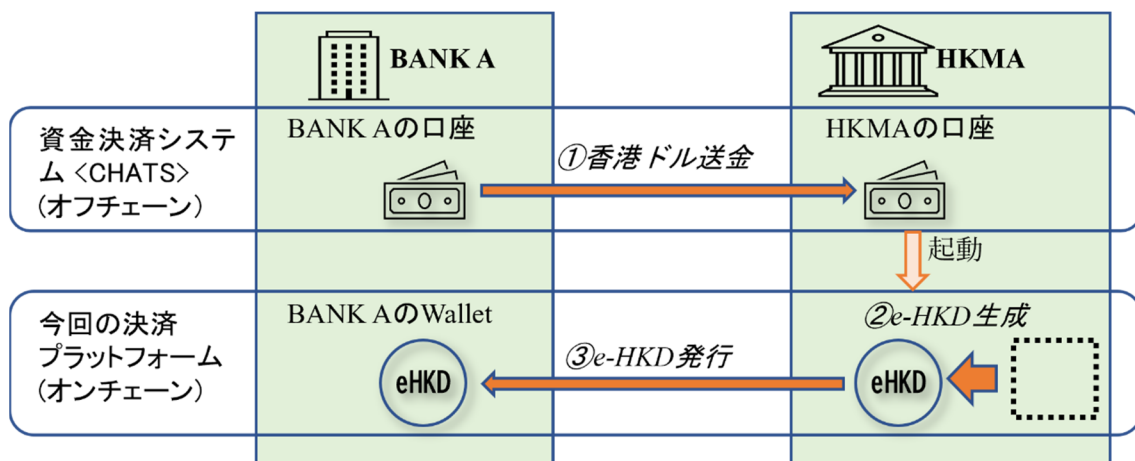 BANK A
HKMA
資金決済システ
ム <CHATS>
(オフチェーン)
BANK Aの口座
①香港ドル送金
HKMAの口座
起動
今回の決済
プラットフォーム
(オンチェーン)
BANK AのWallet
eHKD
③e-HKD発行
②e-HKD生成
eHKD